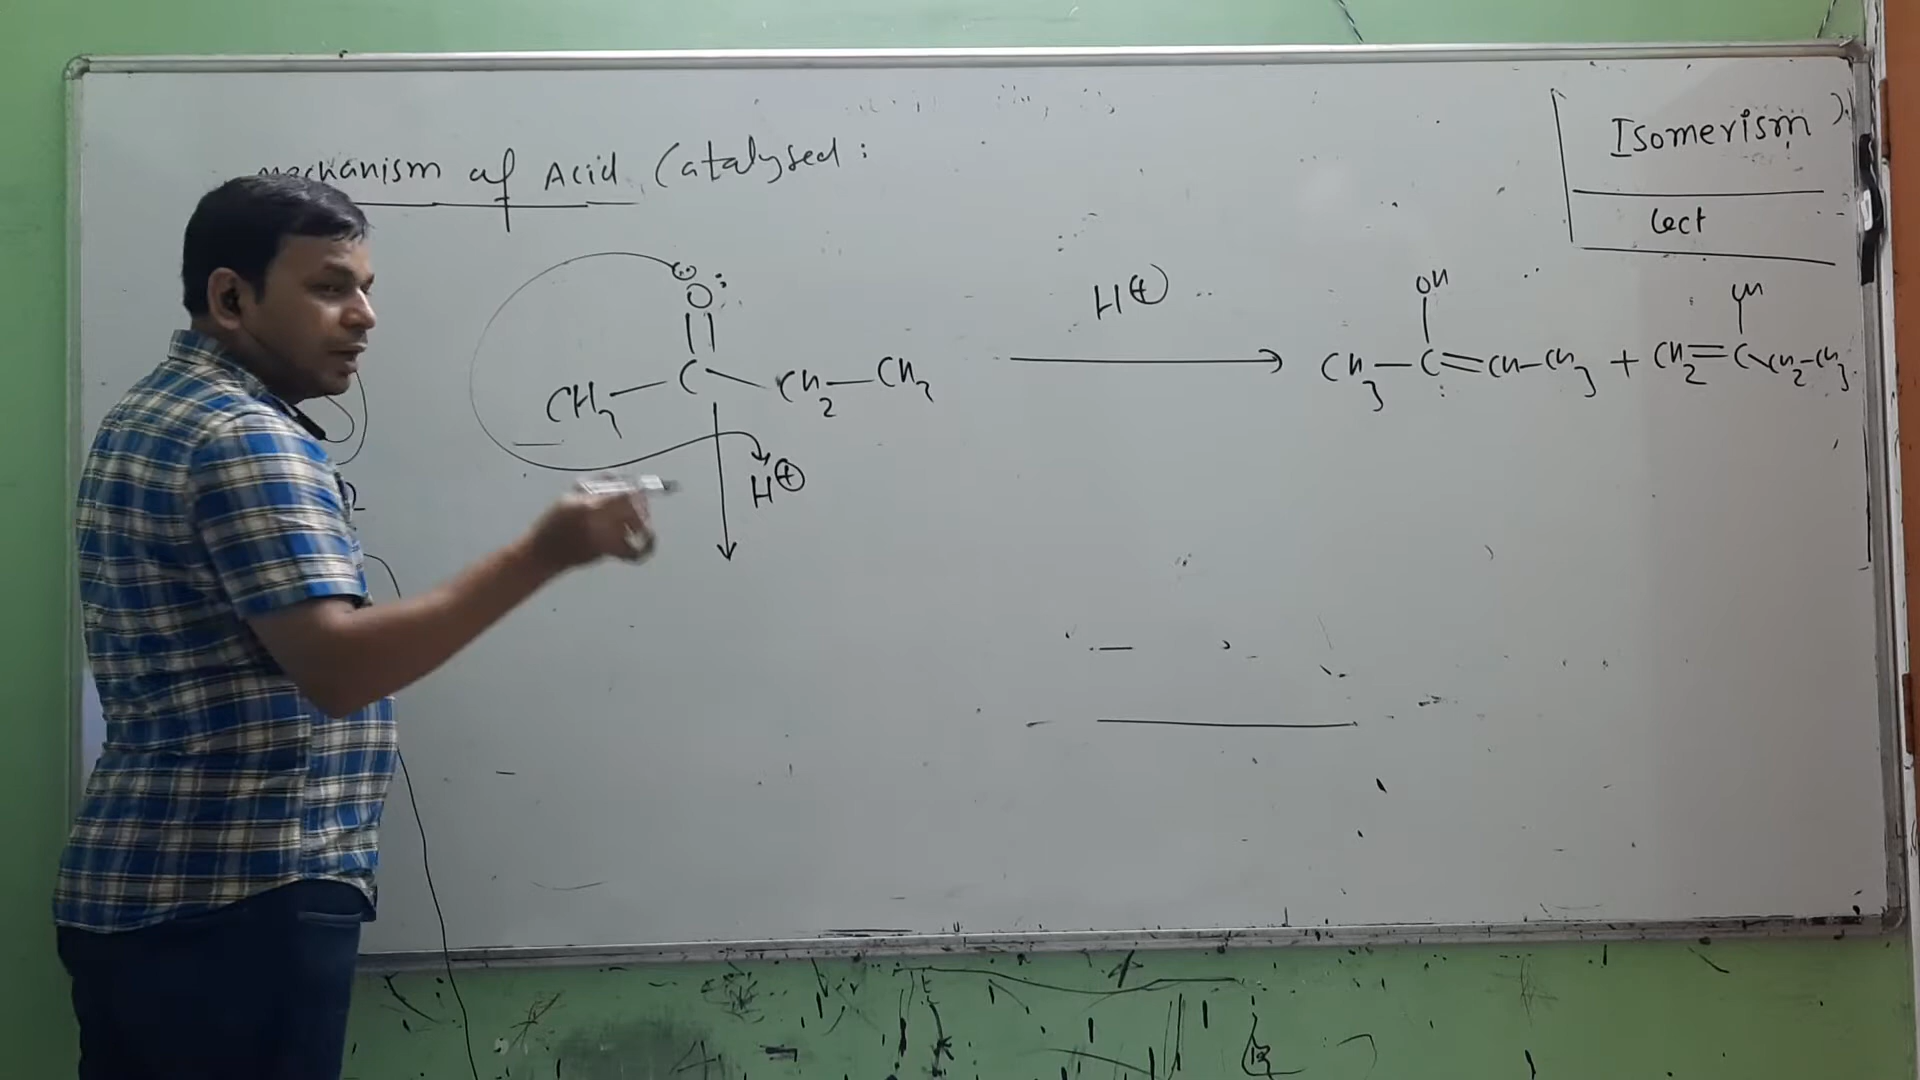 mechanism of Acid Catalysed:
Isomerism
Lect
O
||
CH3—C—CH2—CH3
H⊕
H⊕
OH OH
CH3—C=CH—CH3 + CH2=C—CH2—CH3